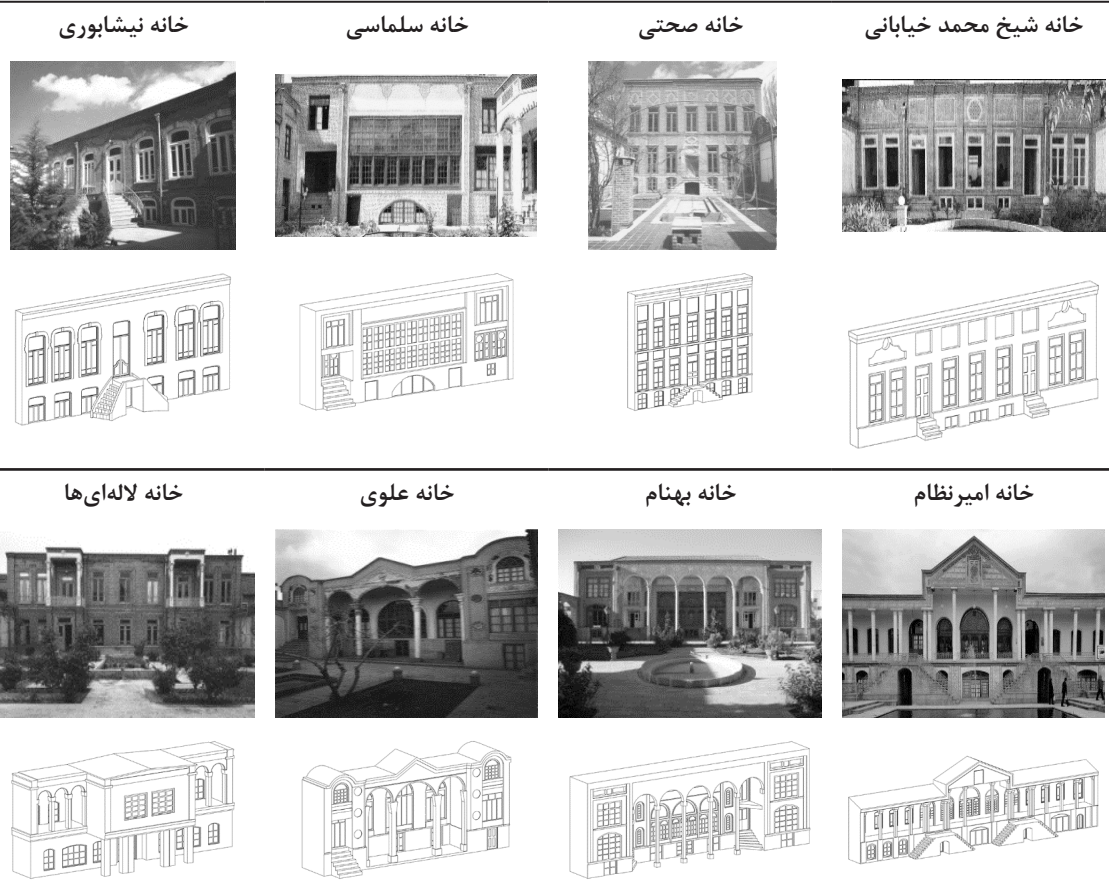 خانه شیخ محمد خیابانی
خانه صحتی
خانه سلماسی
خانه نیشابوری
خانه امیرنظام
خانه بهنام
خانه علوی
خانه لاله‌ای‌ها